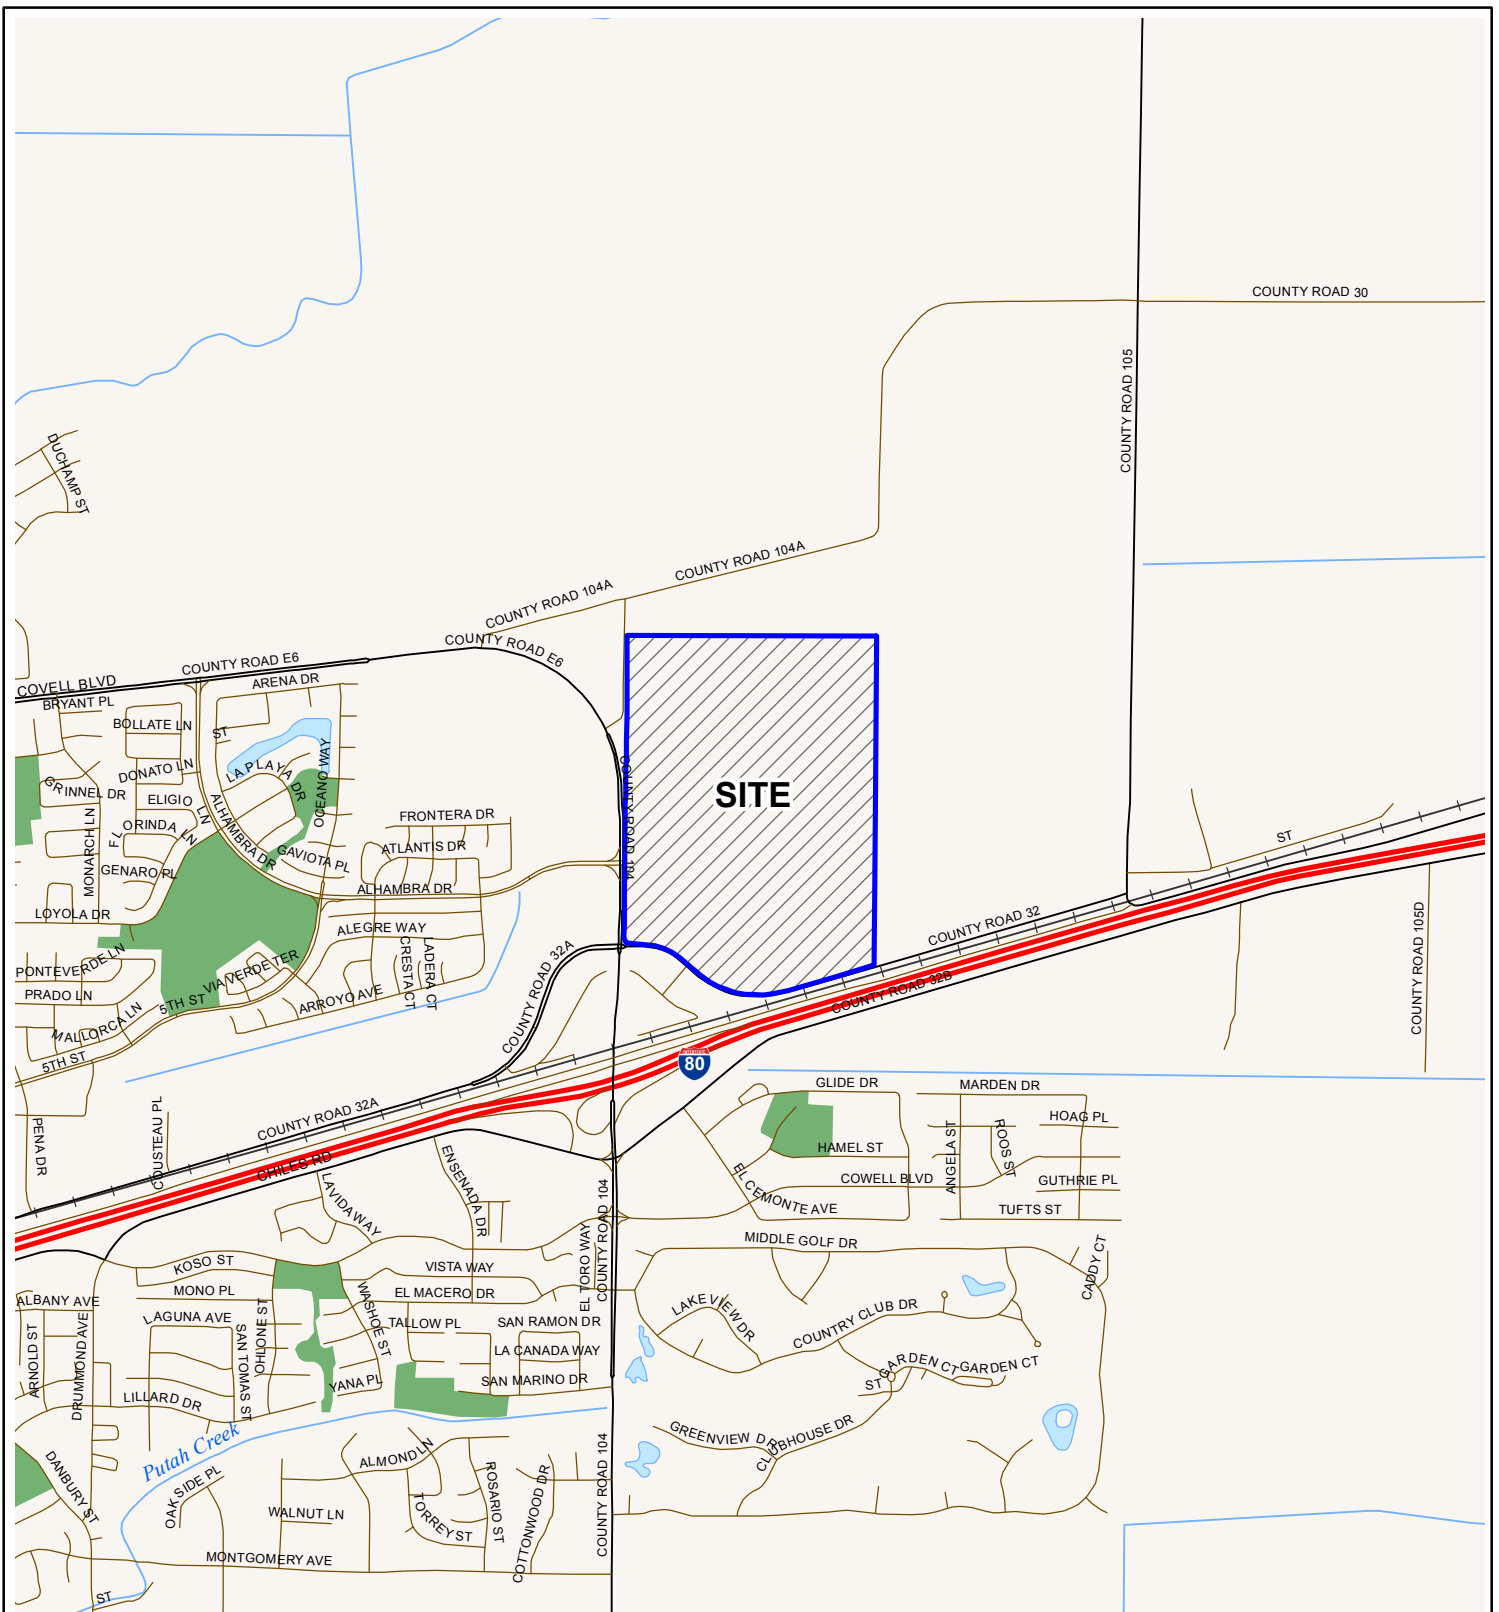 COUNTY ROAD 30
COUNTY ROAD 105
DUCHAMP ST
COUNTY ROAD 104A
COUNTY ROAD 104A
COUNTY ROAD E6
COUNTY ROAD E6
COVELL BLVD
ARENA DR
BRYANT PL
BOLLATE LN
ST
DONATO LN
LA PLAYA DR
OCEANO WAY
GRINNEL DR
ELIGIO LN
ALHAMBRA DR
FLORINDA LN
MONARCH LN
GENARO PL
GAVIOTA PL
FRONTERA DR
ATLANTIS DR
ALHAMBRA DR
COUNTY ROAD 104
SITE
ST
LOYOLA DR
ALEGRE WAY
CRESTA CT
LADERA CT
COUNTY ROAD 32
COUNTY ROAD 32A
COUNTY ROAD 32B
COUNTY ROAD 105D
PONTEVERDE LN
PRADO LN
VIA VERDE TER
5TH ST
ARROYO AVE
MALLORCA LN
5TH ST
INTERSTATE
80
COUNTY ROAD 32A
CHILES RD
PENA DR
COUSTEAU PL
GLIDE DR
MARDEN DR
HOAG PL
HAMEL ST
ANGELA ST
ROOS ST
COWELL BLVD
GUTHRIE PL
EL CEMONTE AVE
TUFTS ST
ENSENADA DR
LAVIDA WAY
COUNTY ROAD 104
EL TORO WAY
MIDDLE GOLF DR
CADDY CT
KOSO ST
VISTA WAY
MONO PL
EL MACERO DR
ALBANY AVE
LAGUNA AVE
WASHOE ST
TALLOW PL
SAN RAMON DR
LAKE VIEW DR
COUNTRY CLUB DR
ARNOLD ST
DRUMMOND AVE
SAN TOMAS ST
OHLONE ST
LA CANADA WAY
YANA PL
SAN MARINO DR
GARDEN CT
GARDEN CT
ST
LILLARD DR
Putah Creek
GREENVIEW DR
CLUBHOUSE DR
DANBURY ST
OAK SIDE PL
ALMOND LN
WALNUT LN
TORREY ST
ROSARIO ST
COTTONWOOD DR
COUNTY ROAD 104
MONTGOMERY AVE
ST